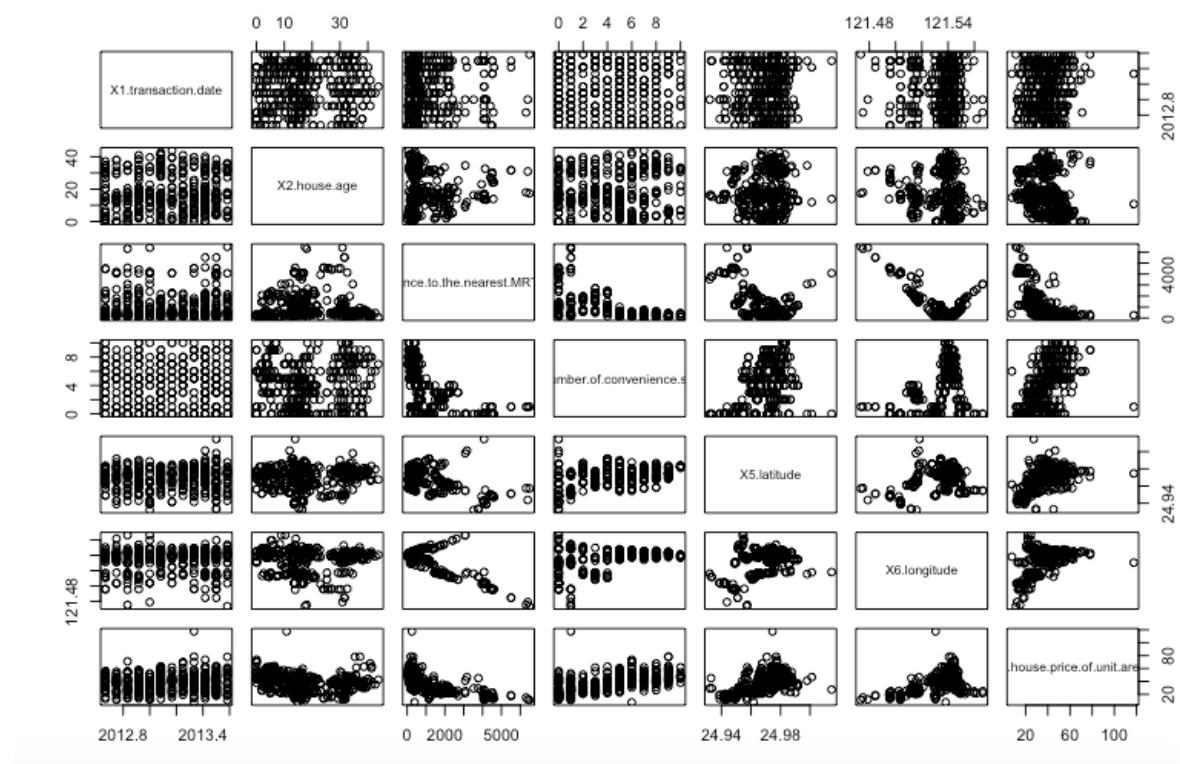 0 10 30 0 2 4 6 8 121.48 121.54
X1.transaction.date
2012.8
0 20 40
X2.house.age
nce.to.the.nearest.MRT
0 4000
0 4 8
umber.of.convenience.s
X5.latitude
24.94
121.48
X6.longitude
.house.price.of.unit.are
20 80
2012.8 2013.4 0 2000 5000 24.94 24.98 20 60 100